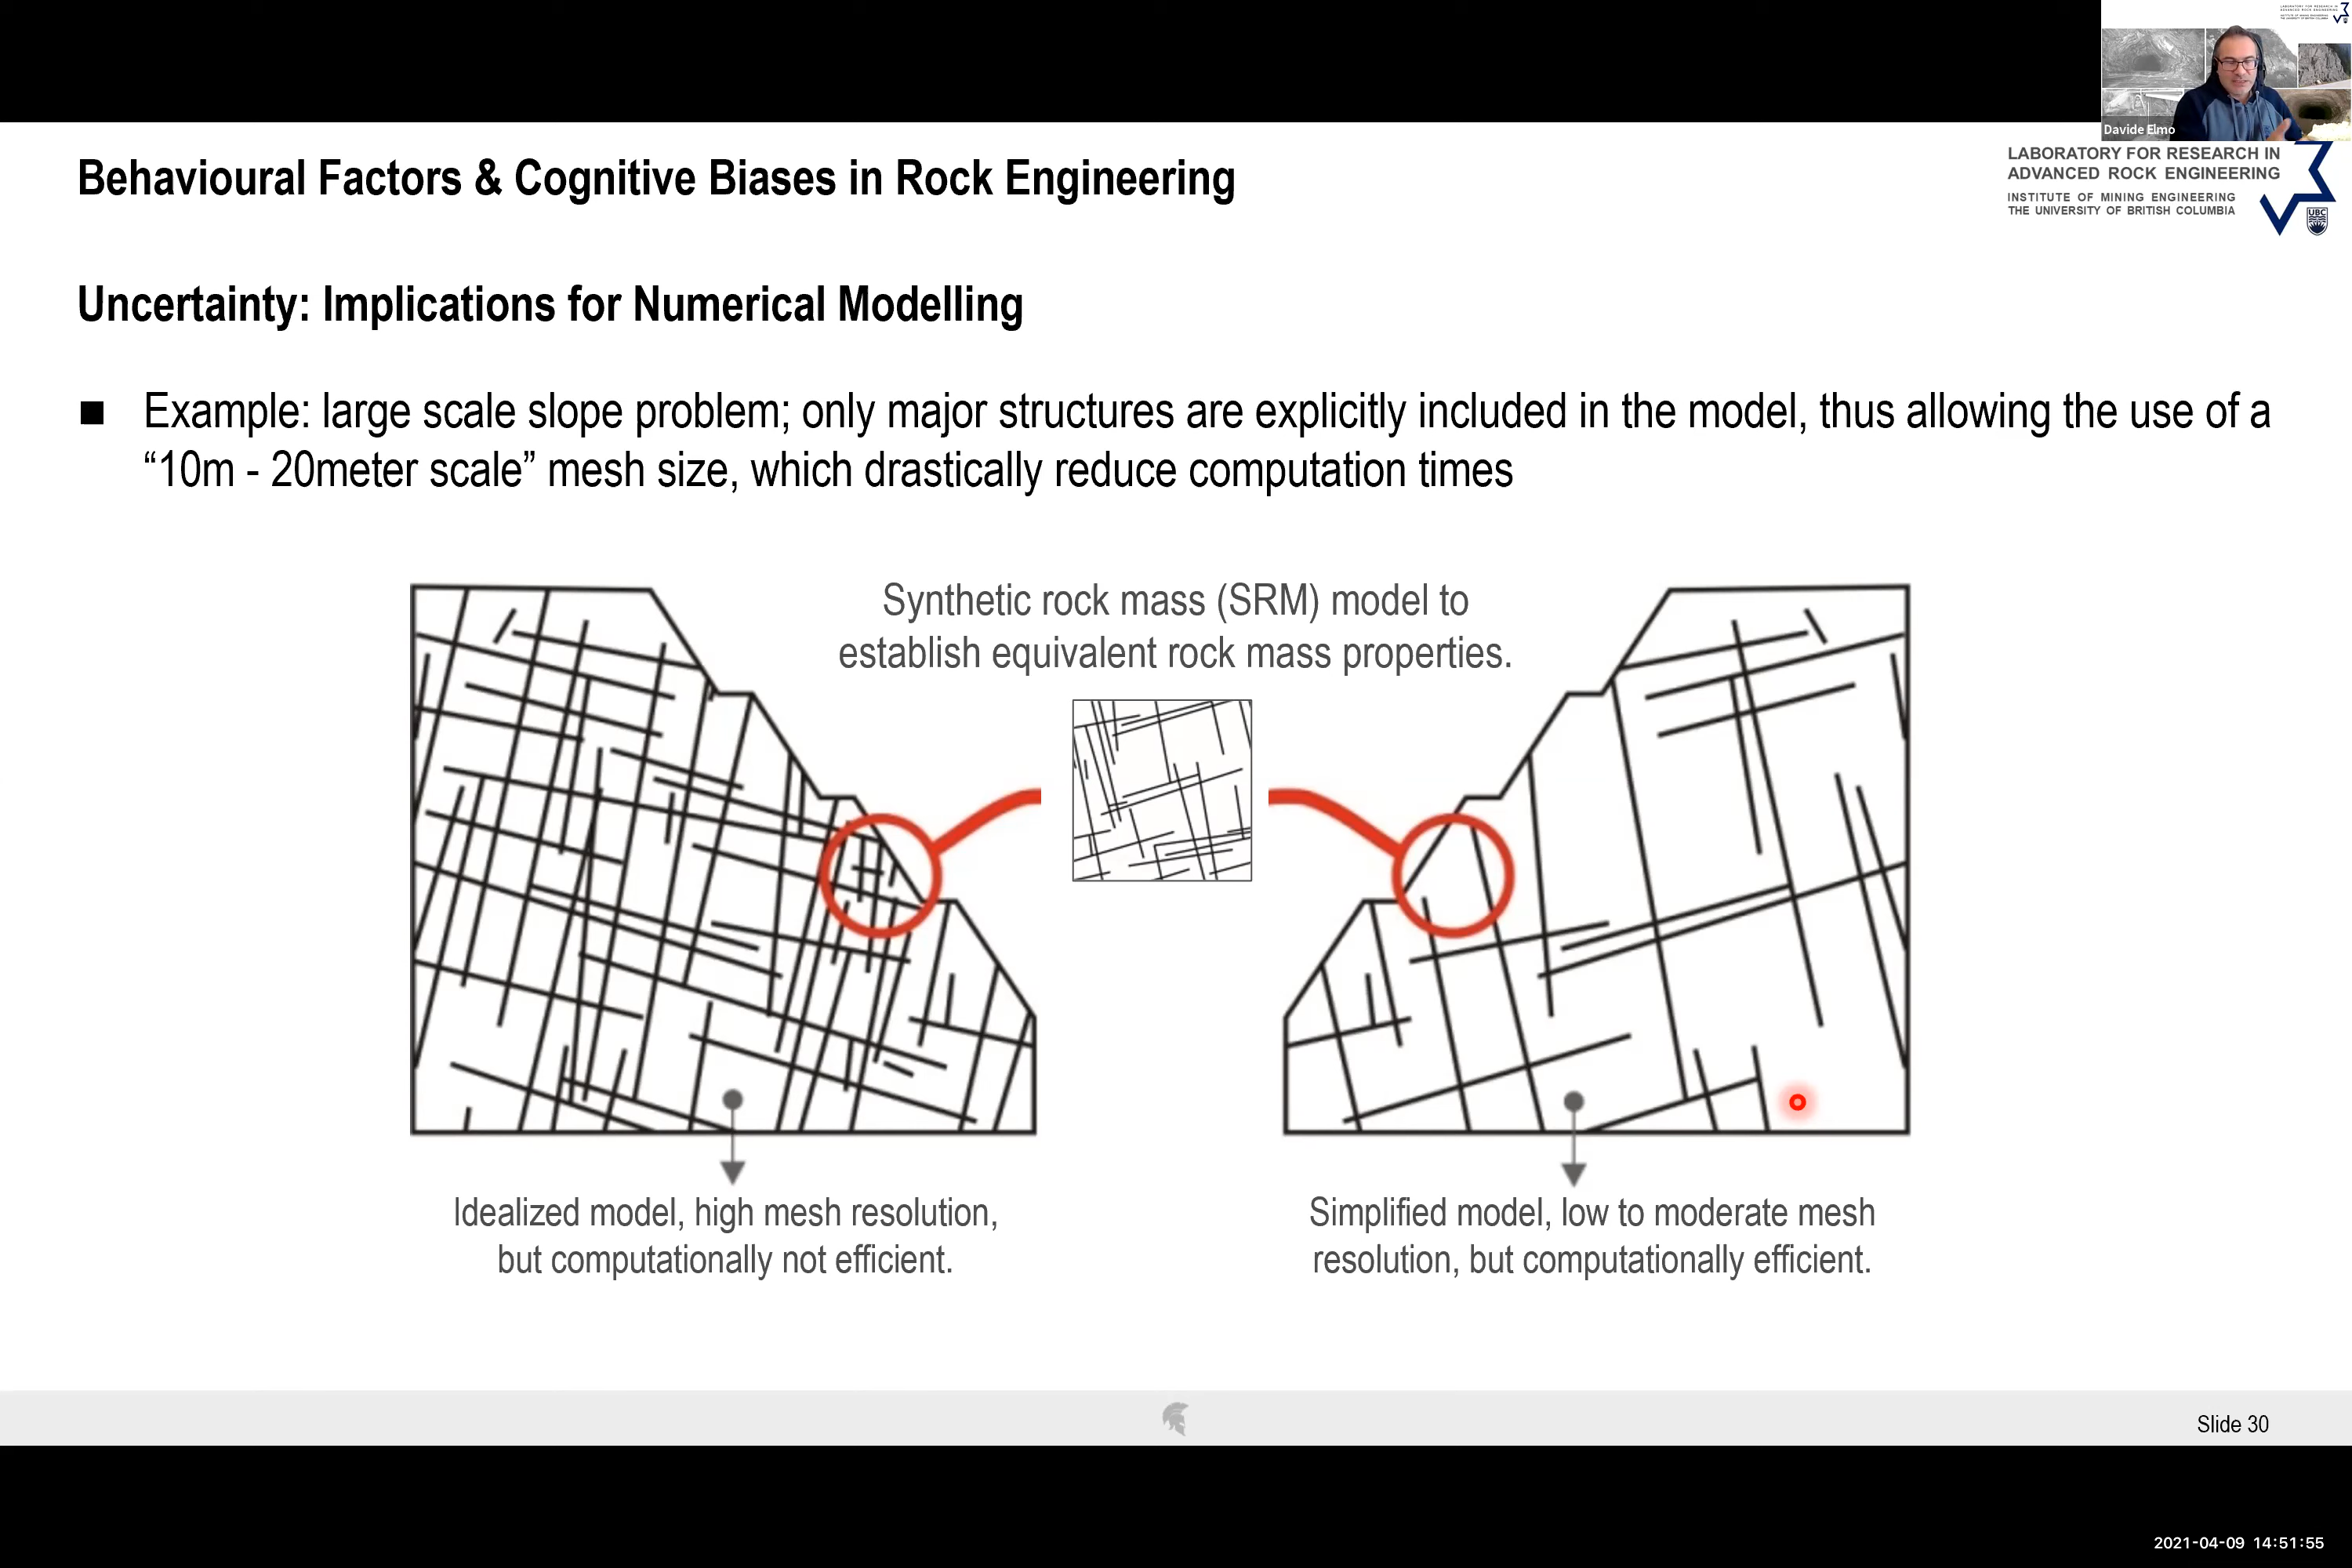 Davide Elmo
LABORATORY FOR RESEARCH IN
ADVANCED ROCK ENGINEERING
INSTITUTE OF MINING ENGINEERING
THE UNIVERSITY OF BRITISH COLUMBIA
UBC
Behavioural Factors & Cognitive Biases in Rock Engineering
Uncertainty: Implications for Numerical Modelling
■ Example: large scale slope problem; only major structures are explicitly included in the model, thus allowing the use of a
“10m - 20meter scale” mesh size, which drastically reduce computation times
Synthetic rock mass (SRM) model to
establish equivalent rock mass properties.
Idealized model, high mesh resolution,
but computationally not efficient.
Simplified model, low to moderate mesh
resolution, but computationally efficient.
Slide 30
2021-04-09 14:51:55